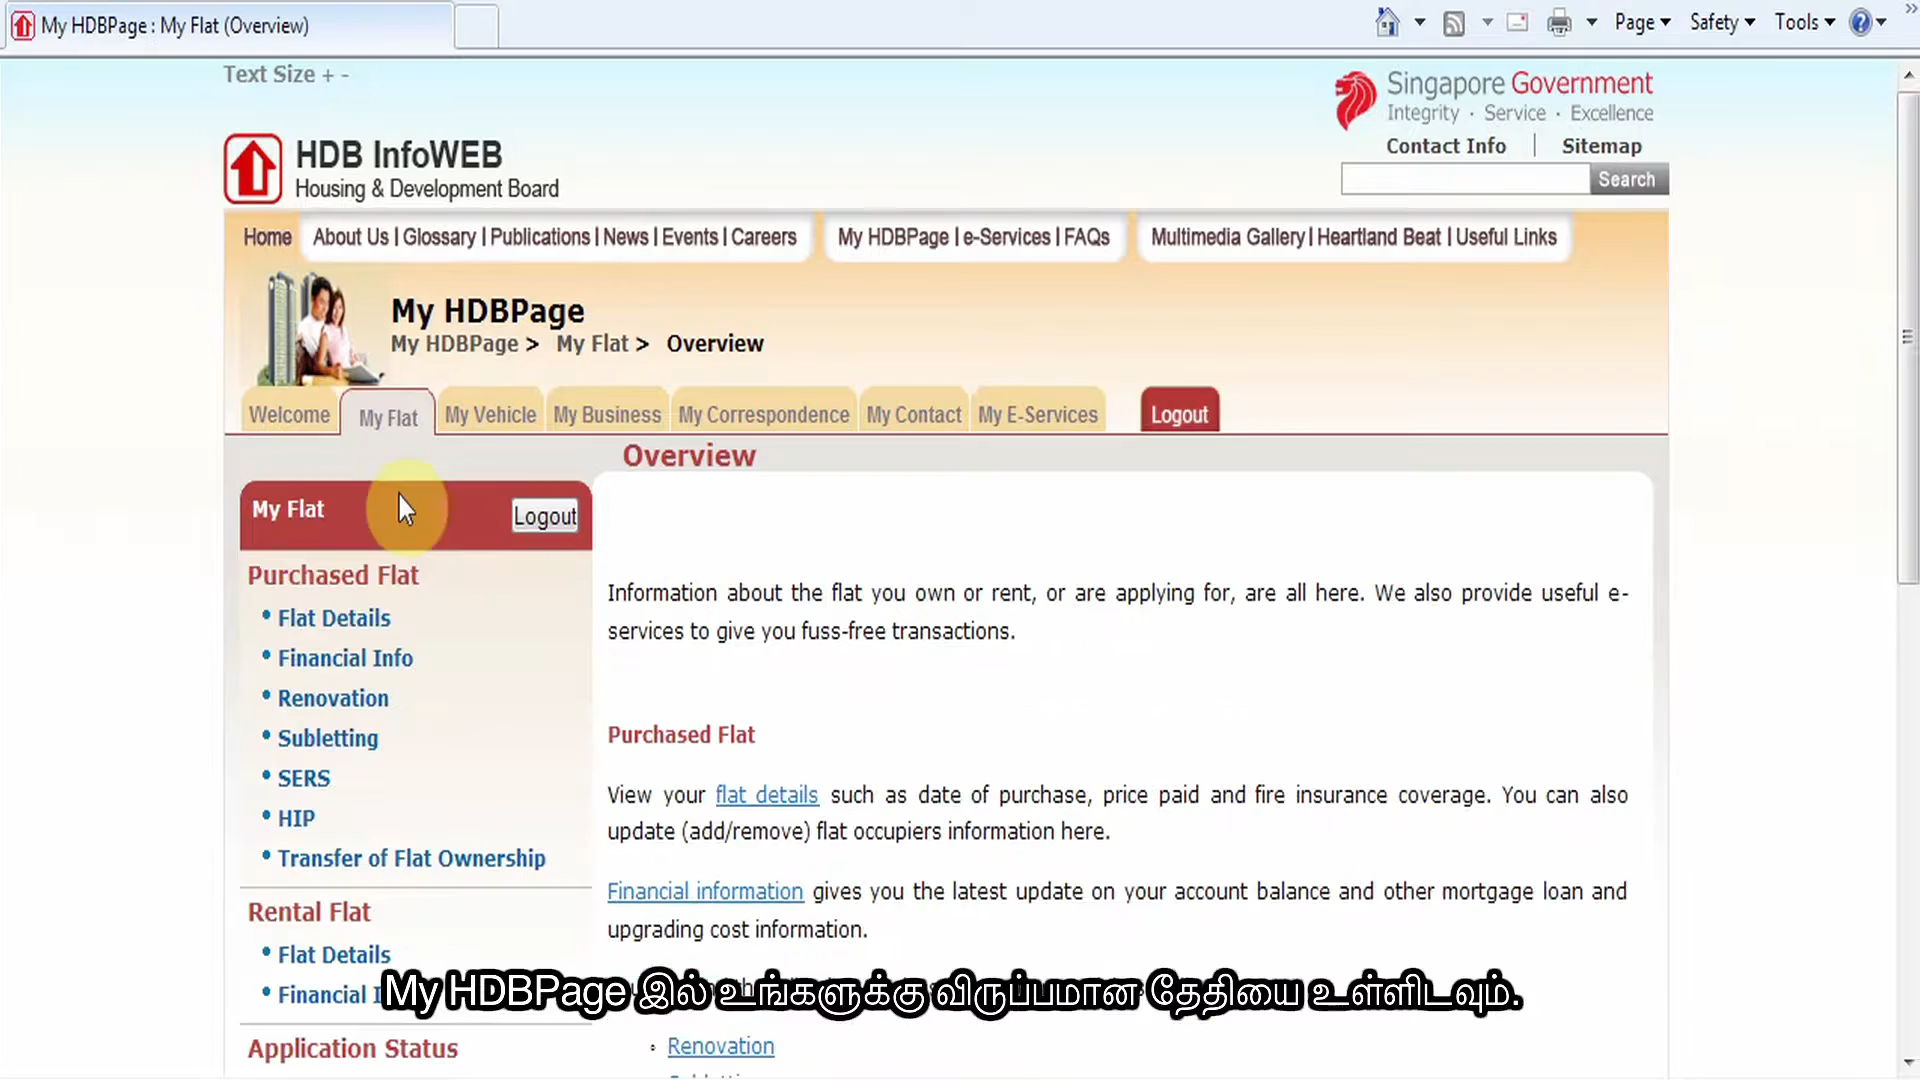 My HDBPage : My Flat (Overview)
Page
Safety
Tools
Text Size + -
Singapore Government
Integrity · Service · Excellence
Contact Info | Sitemap
Search
HDB InfoWEB
Housing & Development Board
Home
About Us | Glossary | Publications | News | Events | Careers
My HDBPage | e-Services | FAQs
Multimedia Gallery | Heartland Beat | Useful Links
My HDBPage
My HDBPage > My Flat > Overview
Welcome
My Flat
My Vehicle
My Business
My Correspondence
My Contact
My E-Services
Logout
Overview
My Flat
Logout
Purchased Flat
• Flat Details
• Financial Info
• Renovation
• Subletting
• SERS
• HIP
• Transfer of Flat Ownership
Rental Flat
• Flat Details
• Financial
Application Status
Information about the flat you own or rent, or are applying for, are all here. We also provide useful e-
services to give you fuss-free transactions.
Purchased Flat
View your flat details such as date of purchase, price paid and fire insurance coverage. You can also
update (add/remove) flat occupiers information here.
Financial information gives you the latest update on your account balance and other mortgage loan and
upgrading cost information.
Renovation
My HDBPage இல் உங்களுக்கு விருப்பமான தேதியை உள்ளிடவும்.